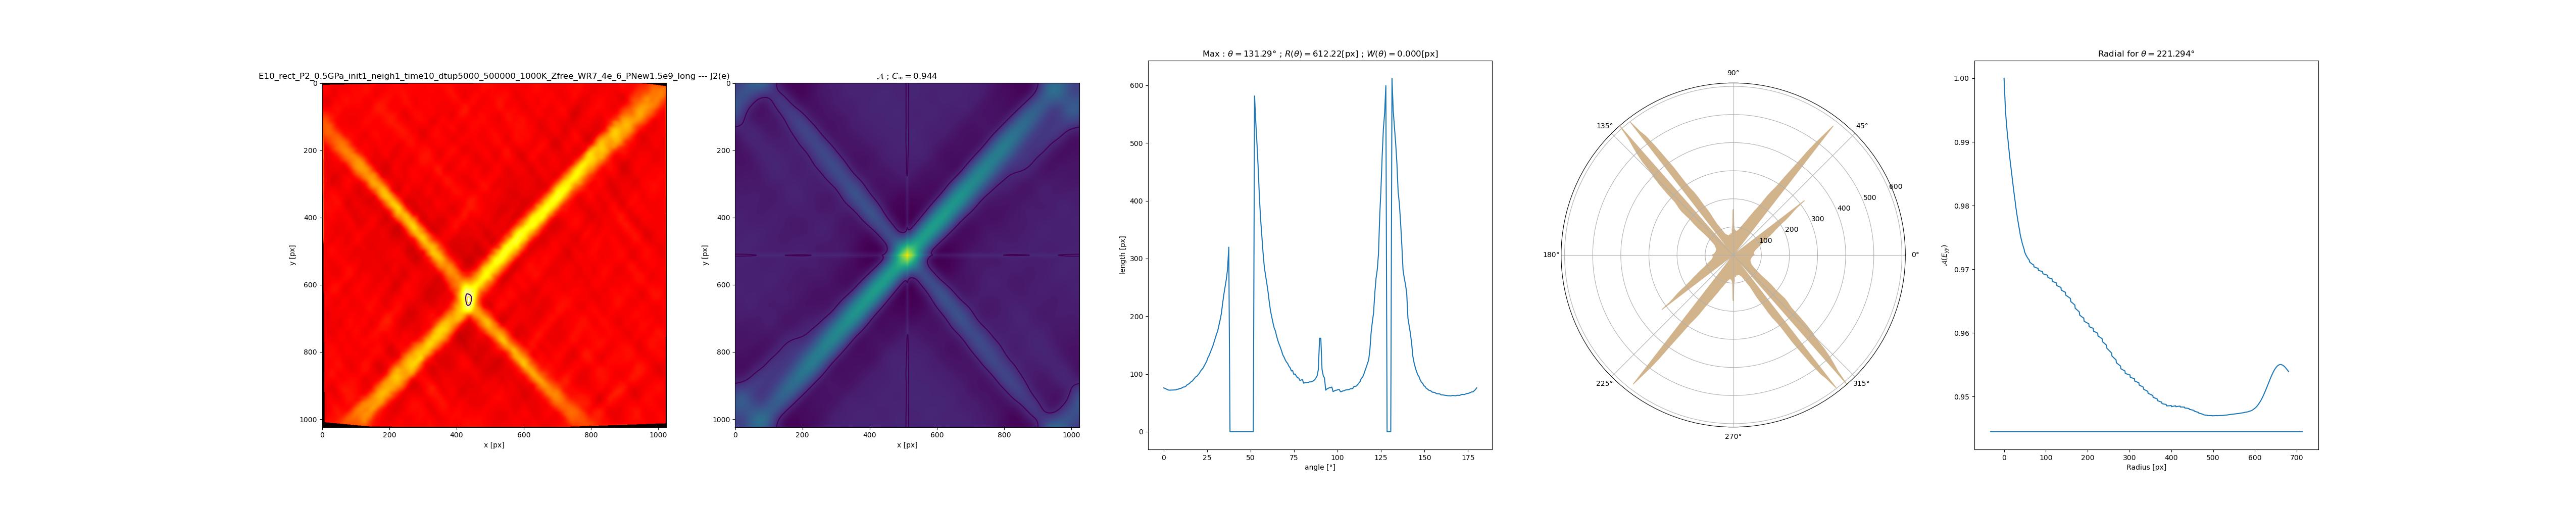 E10_rect_P2_0.5GPa_init1_neigh1_time10_dtup5000_500000_1000K_Zfree_WR7_4e_6_PNew1.5e9_long --- J2(e)
0
200
400
600
800
1000
y [px]
0 200 400 600 800 1000
x [px]
𝒜 ; C∞ = 0.944
0
200
400
600
800
1000
y [px]
0 200 400 600 800 1000
x [px]
Max : θ = 131.29° ; R(θ) = 612.22[px] ; W(θ) = 0.000[px]
600
500
400
300
200
100
0
length [px]
0 25 50 75 100 125 150 175
angle [°]
90°
135° 45°
600
500
400
300
200
100
180° 0°
225° 315°
270°
Radial for θ = 221.294°
1.00
0.99
0.98
0.97
0.96
0.95
𝒜(Eyy)
0 100 200 300 400 500 600 700
Radius [px]